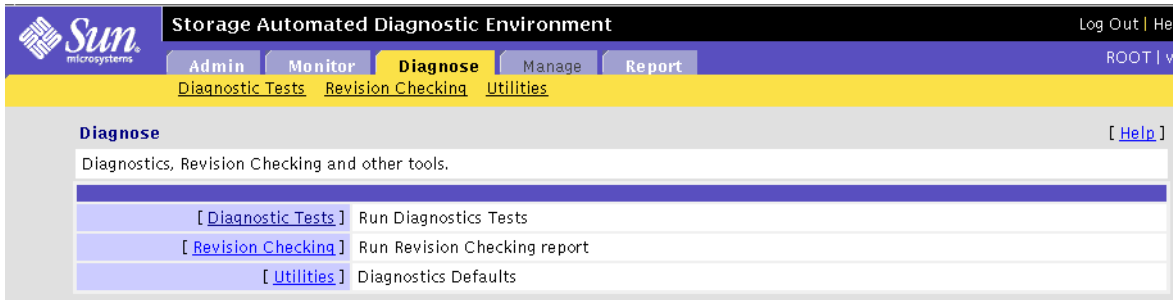 Sun
microsystems
Storage Automated Diagnostic Environment
Log Out | He
Admin Monitor Diagnose Manage Report
ROOT | v
Diagnostic Tests Revision Checking Utilities
Diagnose
[ Help ]
Diagnostics, Revision Checking and other tools.
[ Diagnostic Tests ] Run Diagnostics Tests
[ Revision Checking ] Run Revision Checking report
[ Utilities ] Diagnostics Defaults